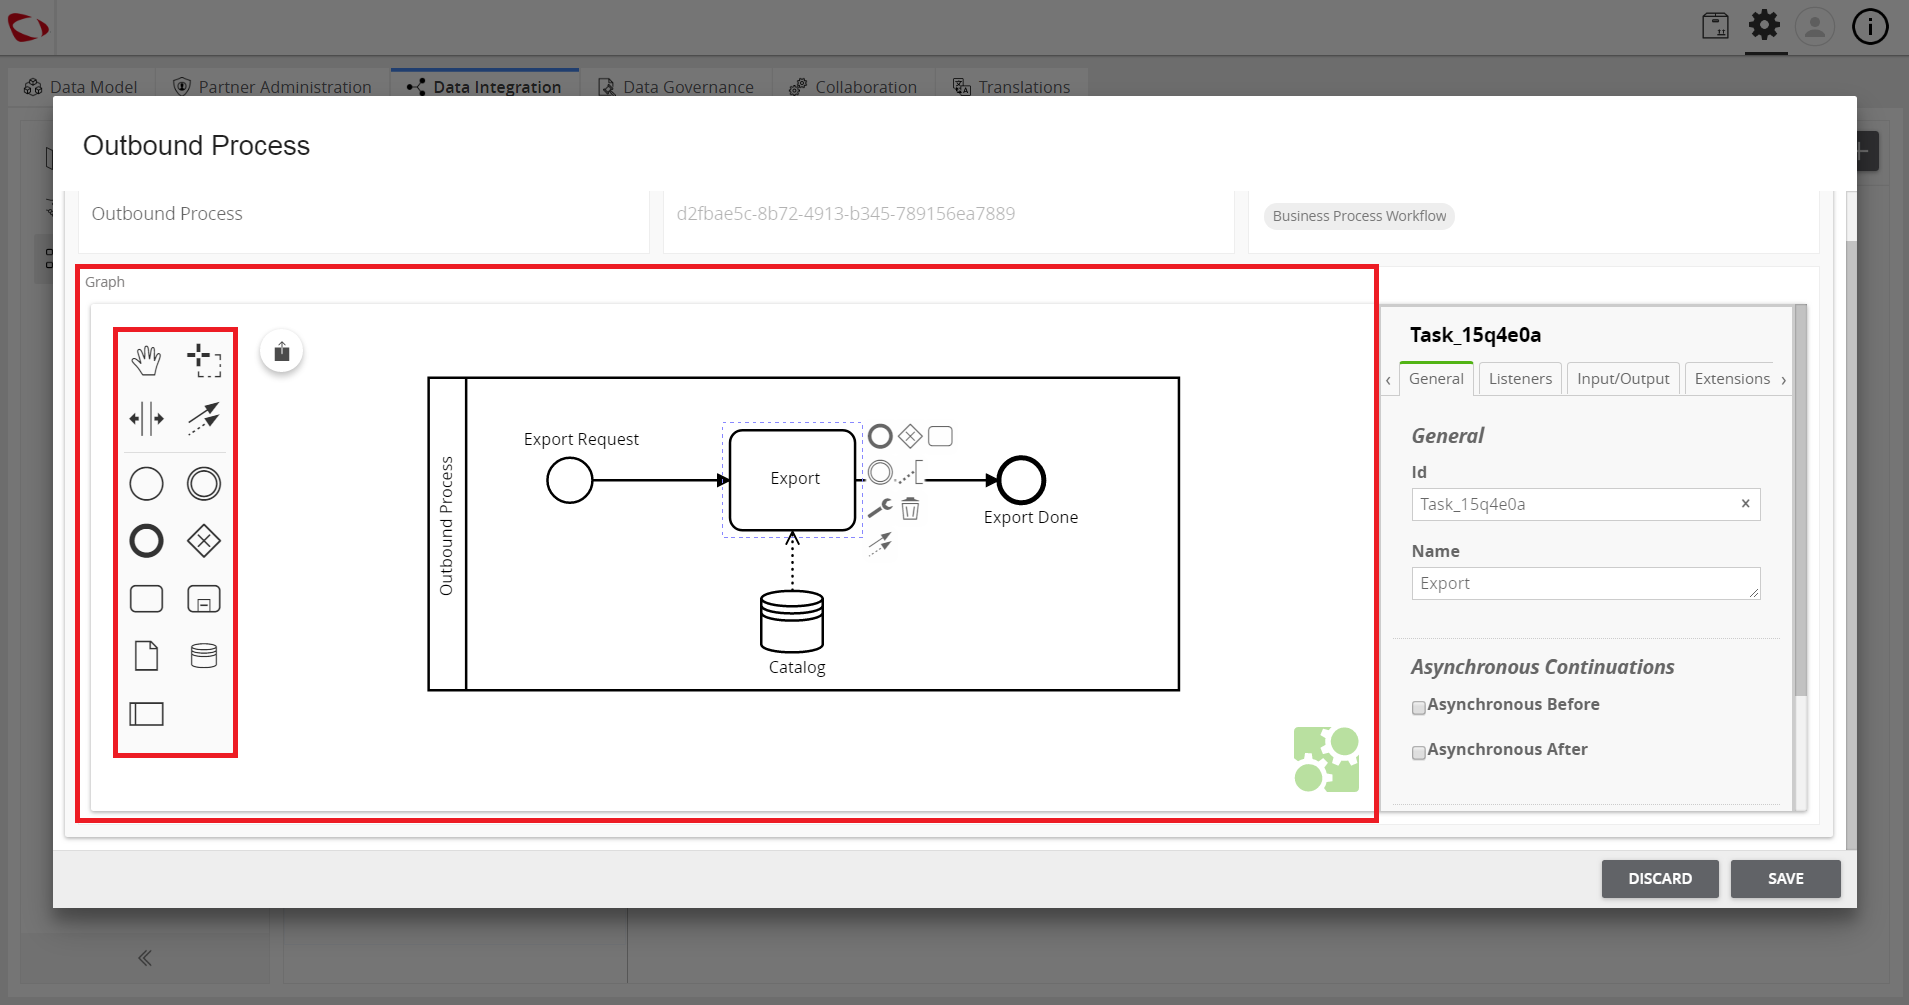 Data Model
Partner Administration
Data Integration
Data Governance
Collaboration
Translations
Outbound Process
Outbound Process
d2fbae5c-8b72-4913-b345-789156ea7889
Business Process Workflow
Graph
Outbound Process
Export Request
Export
Export Done
Catalog
Task_15q4e0a
General
Listeners
Input/Output
Extensions
General
Id
Task_15q4e0a
Name
Export
Asynchronous Continuations
Asynchronous Before
Asynchronous After
DISCARD
SAVE